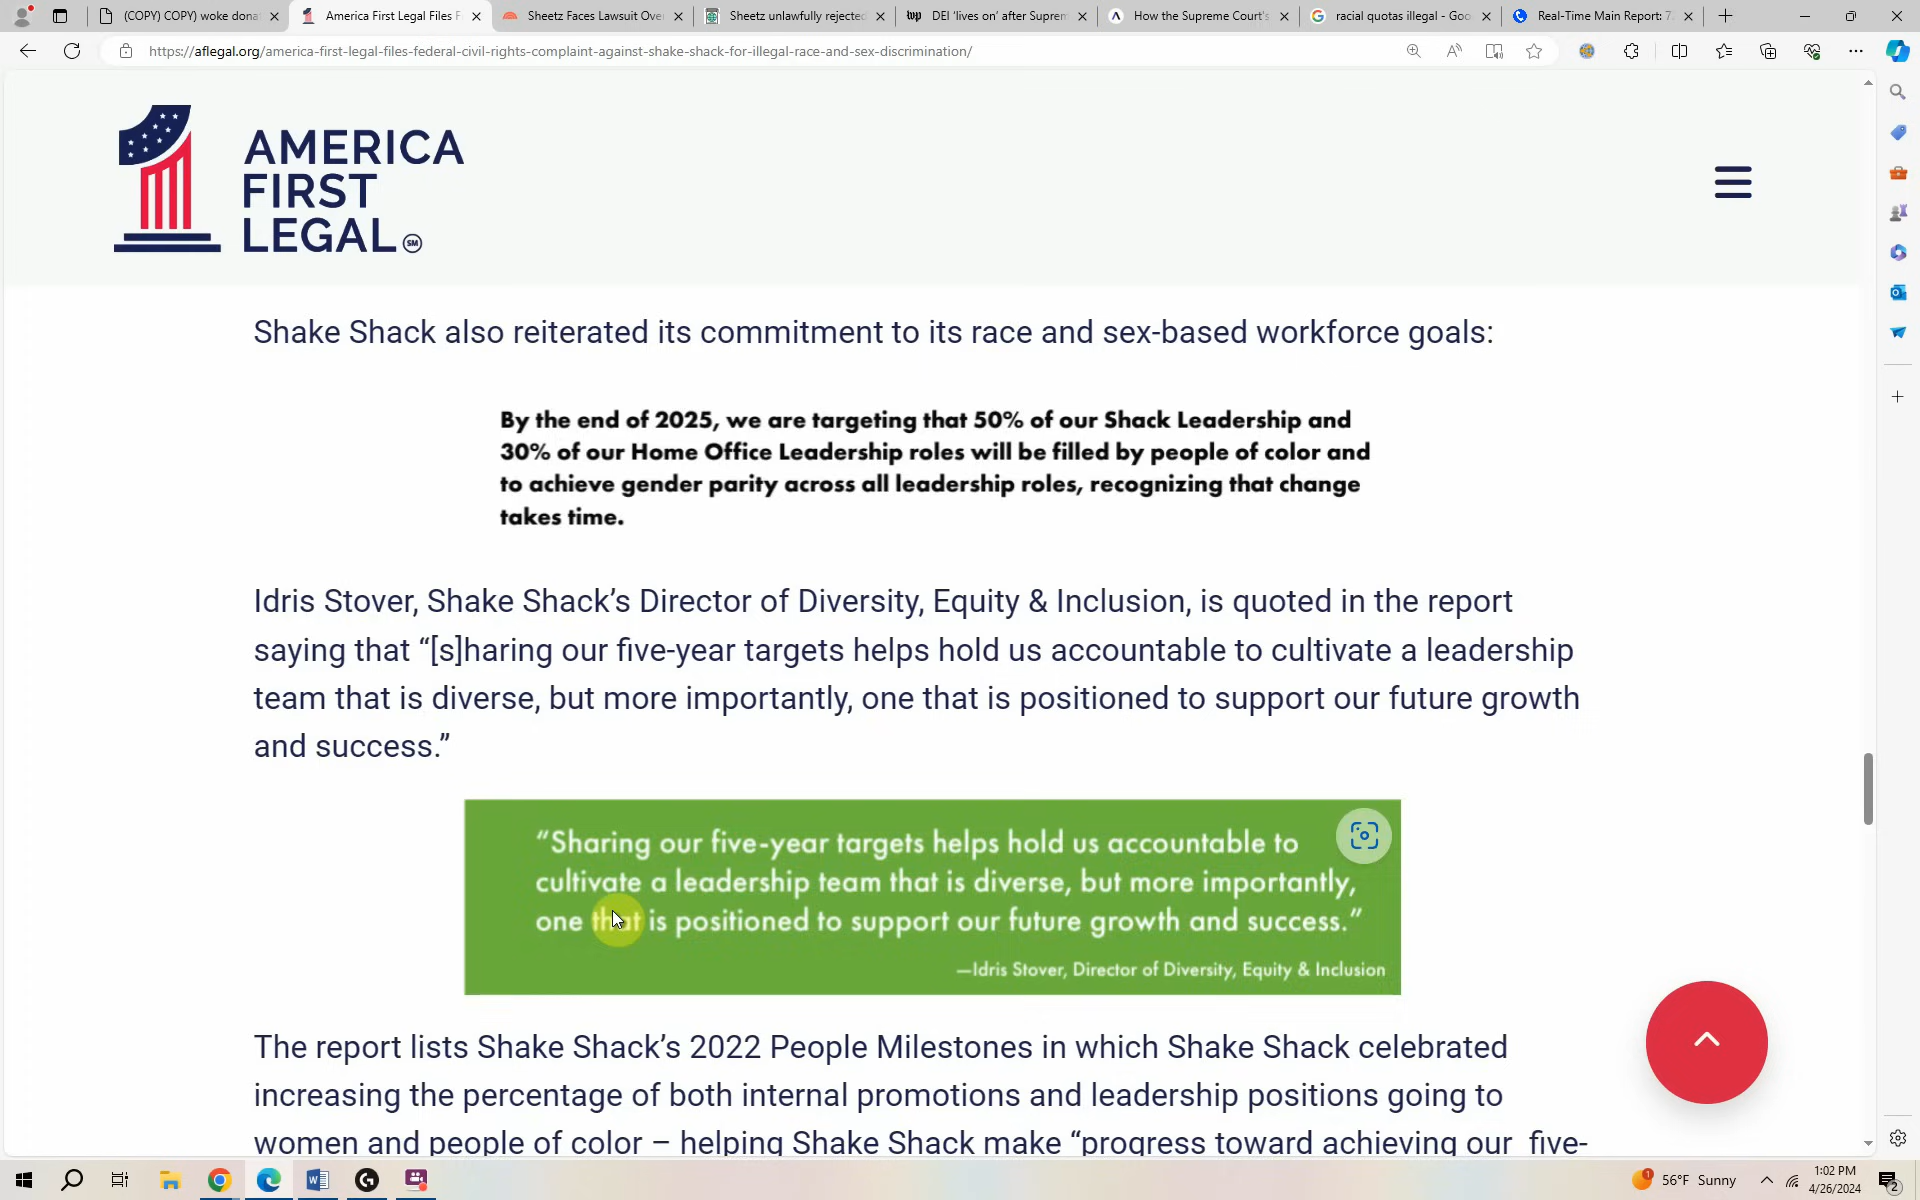 (COPY) COPY) woke dona
America First Legal Files F
Sheetz Faces Lawsuit Ove
Sheetz unlawfully rejected
wp DEI ‘lives on’ after Suprem
How the Supreme Court's
racial quotas illegal - Goo
Real-Time Main Report: 7
https://aflegal.org/america-first-legal-files-federal-civil-rights-complaint-against-shake-shack-for-illegal-race-and-sex-discrimination/
AMERICA
FIRST
LEGAL SM
Shake Shack also reiterated its commitment to its race and sex-based workforce goals:
By the end of 2025, we are targeting that 50% of our Shack Leadership and
30% of our Home Office Leadership roles will be filled by people of color and
to achieve gender parity across all leadership roles, recognizing that change
takes time.
Idris Stover, Shake Shack’s Director of Diversity, Equity & Inclusion, is quoted in the report
saying that “[s]haring our five-year targets helps hold us accountable to cultivate a leadership
team that is diverse, but more importantly, one that is positioned to support our future growth
and success.”
“Sharing our five-year targets helps hold us accountable to
cultivate a leadership team that is diverse, but more importantly,
one that is positioned to support our future growth and success.”
—Idris Stover, Director of Diversity, Equity & Inclusion
The report lists Shake Shack’s 2022 People Milestones in which Shake Shack celebrated
increasing the percentage of both internal promotions and leadership positions going to
women and people of color – helping Shake Shack make “progress toward achieving our five-
1 56°F Sunny
1:02 PM
4/26/2024
2